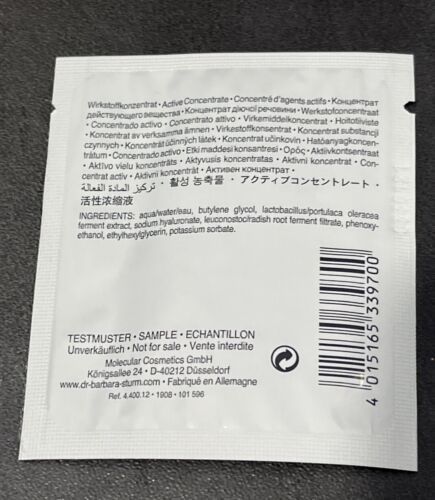 Wirkstoffkonzentrat • Active Concentrate • Concentré d'agents actifs • Концентрат
действующего вещества • Концентрат діючої речовини • Werkstofconcentraat
• Concentrado activo • Concentrato attivo • Virkemiddelkoncentrat • Hoitotiiviste
• Koncentrat av verksamma ämnen • Virkestoffkonsentrat • Koncentrat substancji
czynnych • Koncentrát účinných látek • Koncentrat učinkovin • Hatóanyagkoncen-
trátum • Concentrado activo • Etki maddesi konsantresi • Ορός • Aktiivkontsentraat
• Aktīvo vielu koncentrāts • Aktyvusis koncentratas • Aktivni koncentrat • Con-
centrat activ • Aktivni koncentrát • Активен концентрат •
تركيز المادة الفعالة • 활성 농축물 • アクティブコンセントレート •
活性浓缩液
INGREDIENTS: aqua/water/eau, butylene glycol, lactobacillus/portulaca oleracea
ferment extract, sodium hyaluronate, leuconostoc/radish root ferment filtrate, phenoxy-
ethanol, ethylhexylglycerin, potassium sorbate.
TESTMUSTER • SAMPLE • ECHANTILLON
Unverkäuflich • Not for sale • Vente interdite
Molecular Cosmetics GmbH
Königsallee 24 • D-40212 Düsseldorf
www.dr-barbara-sturm.com • Fabriqué en Allemagne
Ref. 4.400.12 • 1908 • 101 596
4 015165 339700